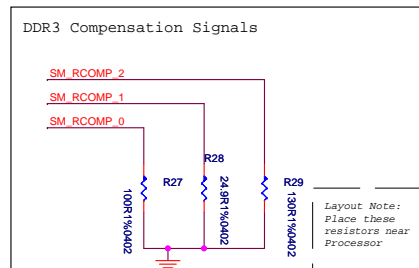 DDR3 Compensation Signals
SM_RCOMP_2
SM_RCOMP_1
SM_RCOMP_0
R27
100R1%0402
R28
24.9R1%0402
R29
130R1%0402
Layout Note:
Place these
resistors near
Processor